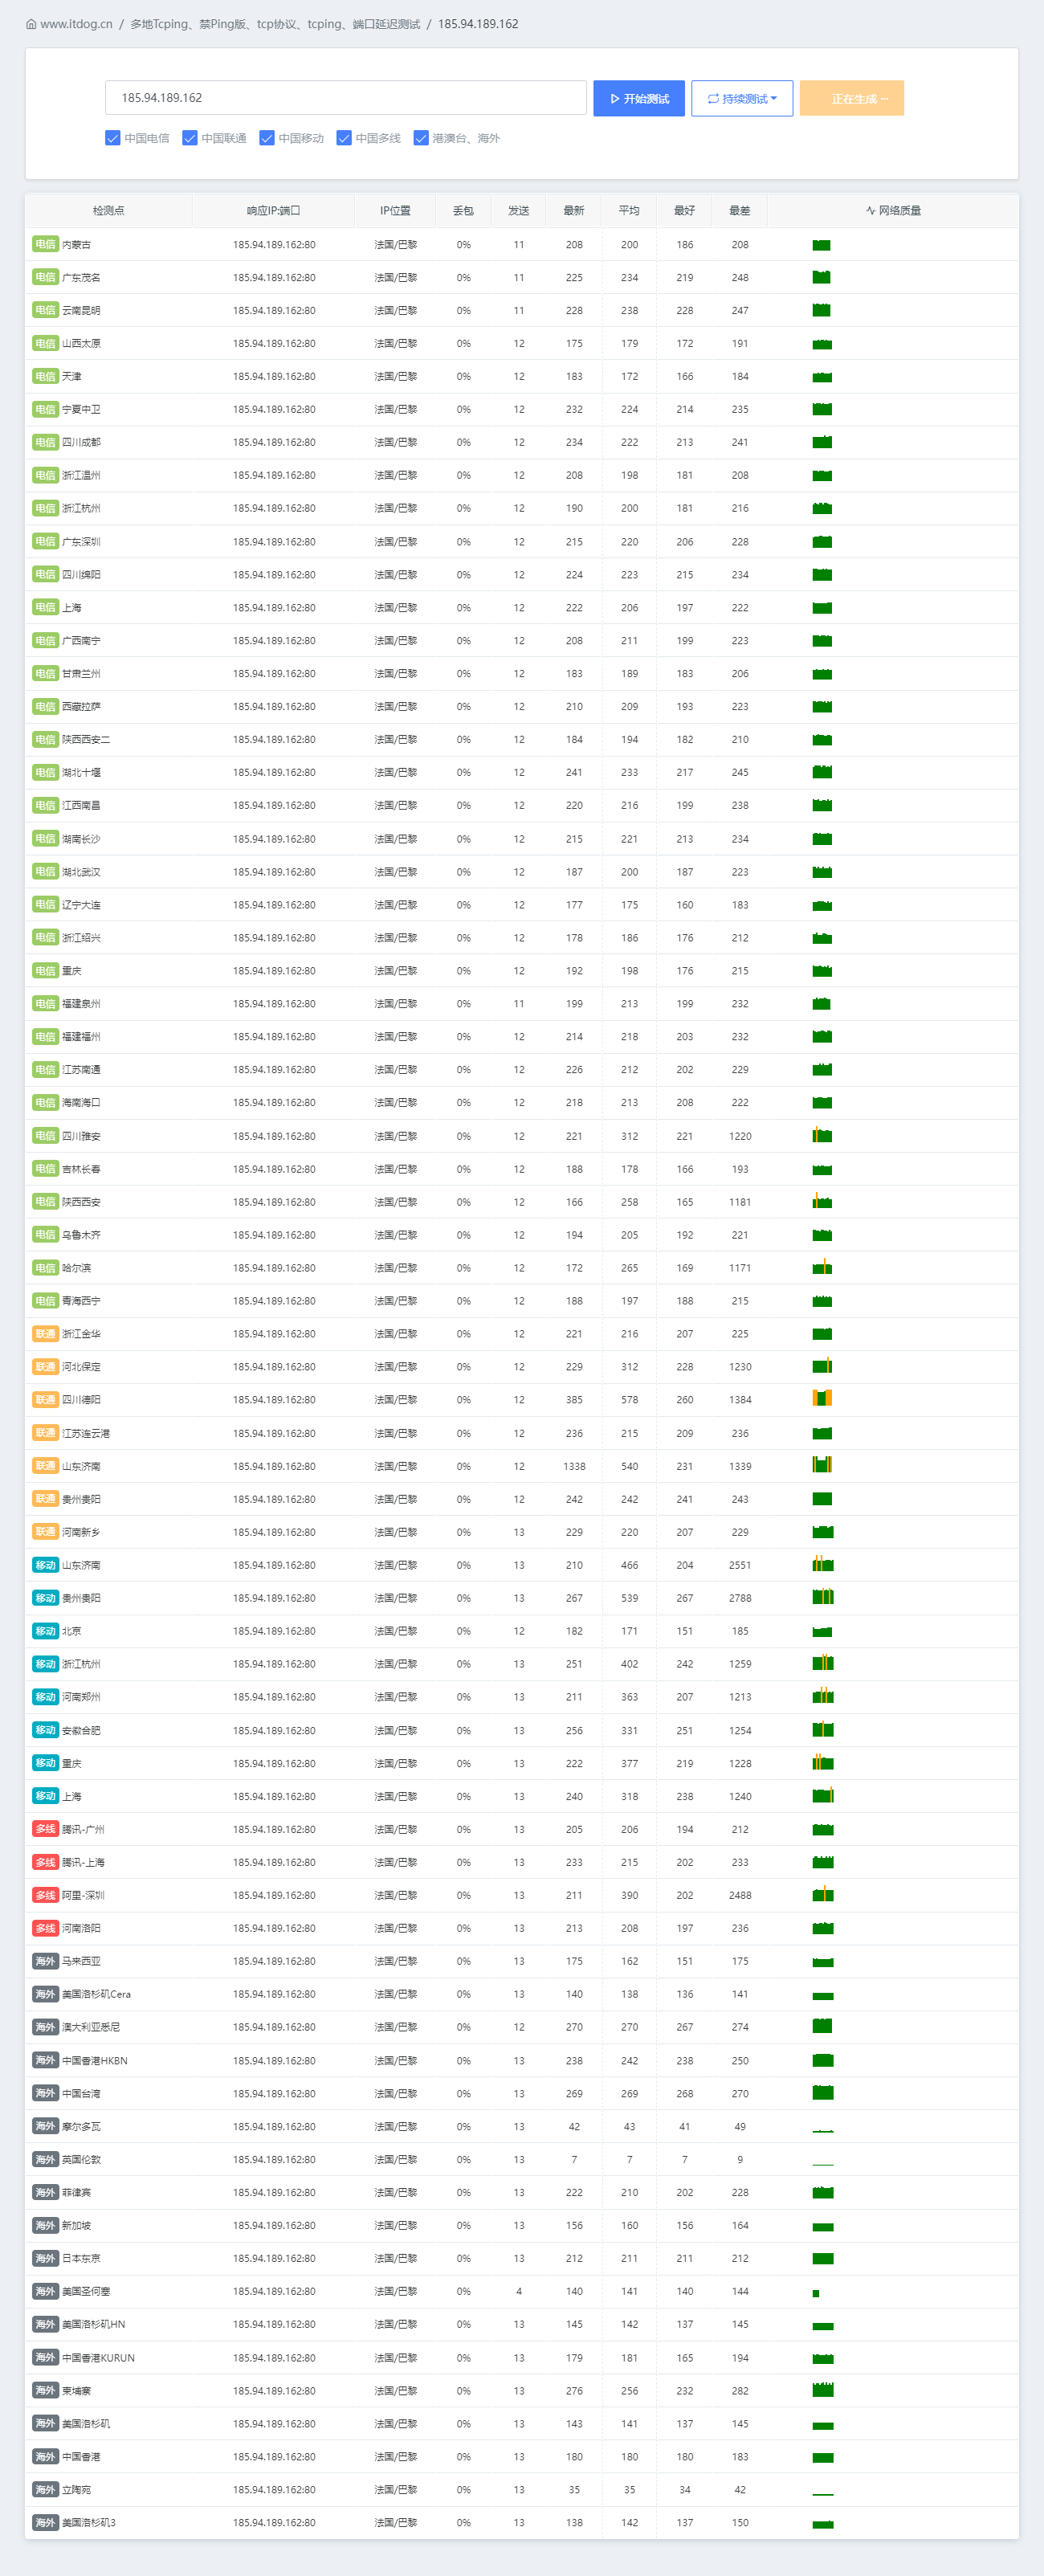 www.itdog.cn / 多地Tcping、禁Ping版、tcp协议、tcping、端口延迟测试 / 185.94.189.162
185.94.189.162 开始测试 持续测试 正在生成 ···
中国电信 中国联通 中国移动 中国多线 港澳台、海外
检测点 响应IP:端口 IP位置 丢包 发送 最新 平均 最好 最差 网络质量
电信 内蒙古 185.94.189.162:80 法国/巴黎 0% 11 208 200 186 208
电信 广东茂名 185.94.189.162:80 法国/巴黎 0% 11 225 234 219 248
电信 云南昆明 185.94.189.162:80 法国/巴黎 0% 11 228 238 228 247
电信 山西太原 185.94.189.162:80 法国/巴黎 0% 12 175 179 172 191
电信 天津 185.94.189.162:80 法国/巴黎 0% 12 183 172 166 184
电信 宁夏中卫 185.94.189.162:80 法国/巴黎 0% 12 232 224 214 235
电信 四川成都 185.94.189.162:80 法国/巴黎 0% 12 234 222 213 241
电信 浙江温州 185.94.189.162:80 法国/巴黎 0% 12 208 198 181 208
电信 浙江杭州 185.94.189.162:80 法国/巴黎 0% 12 190 200 181 216
电信 广东深圳 185.94.189.162:80 法国/巴黎 0% 12 215 220 206 228
电信 四川绵阳 185.94.189.162:80 法国/巴黎 0% 12 224 223 215 234
电信 上海 185.94.189.162:80 法国/巴黎 0% 12 222 206 197 222
电信 广西南宁 185.94.189.162:80 法国/巴黎 0% 12 208 211 199 223
电信 甘肃兰州 185.94.189.162:80 法国/巴黎 0% 12 183 189 183 206
电信 西藏拉萨 185.94.189.162:80 法国/巴黎 0% 12 210 209 193 223
电信 陕西西安二 185.94.189.162:80 法国/巴黎 0% 12 184 194 182 210
电信 湖北十堰 185.94.189.162:80 法国/巴黎 0% 12 241 233 217 245
电信 江西南昌 185.94.189.162:80 法国/巴黎 0% 12 220 216 199 238
电信 湖南长沙 185.94.189.162:80 法国/巴黎 0% 12 215 221 213 234
电信 湖北武汉 185.94.189.162:80 法国/巴黎 0% 12 187 200 187 223
电信 辽宁大连 185.94.189.162:80 法国/巴黎 0% 12 177 175 160 183
电信 浙江绍兴 185.94.189.162:80 法国/巴黎 0% 12 178 186 176 212
电信 重庆 185.94.189.162:80 法国/巴黎 0% 12 192 198 176 215
电信 福建泉州 185.94.189.162:80 法国/巴黎 0% 11 199 213 199 232
电信 福建福州 185.94.189.162:80 法国/巴黎 0% 12 214 218 203 232
电信 江苏南通 185.94.189.162:80 法国/巴黎 0% 12 226 212 202 229
电信 海南海口 185.94.189.162:80 法国/巴黎 0% 12 218 213 208 222
电信 四川雅安 185.94.189.162:80 法国/巴黎 0% 12 221 312 221 1220
电信 吉林长春 185.94.189.162:80 法国/巴黎 0% 12 188 178 166 193
电信 陕西西安 185.94.189.162:80 法国/巴黎 0% 12 166 258 165 1181
电信 乌鲁木齐 185.94.189.162:80 法国/巴黎 0% 12 194 205 192 221
电信 哈尔滨 185.94.189.162:80 法国/巴黎 0% 12 172 265 169 1171
电信 青海西宁 185.94.189.162:80 法国/巴黎 0% 12 188 197 188 215
联通 浙江金华 185.94.189.162:80 法国/巴黎 0% 12 221 216 207 225
联通 河北保定 185.94.189.162:80 法国/巴黎 0% 12 229 312 228 1230
联通 四川德阳 185.94.189.162:80 法国/巴黎 0% 12 385 578 260 1384
联通 江苏连云港 185.94.189.162:80 法国/巴黎 0% 12 236 215 209 236
联通 山东济南 185.94.189.162:80 法国/巴黎 0% 12 1338 540 231 1339
联通 贵州贵阳 185.94.189.162:80 法国/巴黎 0% 12 242 242 241 243
联通 河南新乡 185.94.189.162:80 法国/巴黎 0% 13 229 220 207 229
移动 山东济南 185.94.189.162:80 法国/巴黎 0% 13 210 466 204 2551
移动 贵州贵阳 185.94.189.162:80 法国/巴黎 0% 13 267 539 267 2788
移动 北京 185.94.189.162:80 法国/巴黎 0% 12 182 171 151 185
移动 浙江杭州 185.94.189.162:80 法国/巴黎 0% 13 251 402 242 1259
移动 河南郑州 185.94.189.162:80 法国/巴黎 0% 13 211 363 207 1213
移动 安徽合肥 185.94.189.162:80 法国/巴黎 0% 13 256 331 251 1254
移动 重庆 185.94.189.162:80 法国/巴黎 0% 13 222 377 219 1228
移动 上海 185.94.189.162:80 法国/巴黎 0% 13 240 318 238 1240
多线 腾讯-广州 185.94.189.162:80 法国/巴黎 0% 13 205 206 194 212
多线 腾讯-上海 185.94.189.162:80 法国/巴黎 0% 13 233 215 202 233
多线 阿里-深圳 185.94.189.162:80 法国/巴黎 0% 13 211 390 202 2488
多线 河南洛阳 185.94.189.162:80 法国/巴黎 0% 13 213 208 197 236
海外 马来西亚 185.94.189.162:80 法国/巴黎 0% 13 175 162 151 175
海外 美国洛杉矶Cera 185.94.189.162:80 法国/巴黎 0% 13 140 138 136 141
海外 澳大利亚悉尼 185.94.189.162:80 法国/巴黎 0% 12 270 270 267 274
海外 中国香港HKBN 185.94.189.162:80 法国/巴黎 0% 13 238 242 238 250
海外 中国台湾 185.94.189.162:80 法国/巴黎 0% 13 269 269 268 270
海外 摩尔多瓦 185.94.189.162:80 法国/巴黎 0% 13 42 43 41 49
海外 英国伦敦 185.94.189.162:80 法国/巴黎 0% 13 7 7 7 9
海外 菲律宾 185.94.189.162:80 法国/巴黎 0% 13 222 210 202 228
海外 新加坡 185.94.189.162:80 法国/巴黎 0% 13 156 160 156 164
海外 日本东京 185.94.189.162:80 法国/巴黎 0% 13 212 211 211 212
海外 美国圣何塞 185.94.189.162:80 法国/巴黎 0% 4 140 141 140 144
海外 美国洛杉矶HN 185.94.189.162:80 法国/巴黎 0% 13 145 142 137 145
海外 中国香港KURUN 185.94.189.162:80 法国/巴黎 0% 13 179 181 165 194
海外 柬埔寨 185.94.189.162:80 法国/巴黎 0% 13 276 256 232 282
海外 美国洛杉矶 185.94.189.162:80 法国/巴黎 0% 13 143 141 137 145
海外 中国香港 185.94.189.162:80 法国/巴黎 0% 13 180 180 180 183
海外 立陶宛 185.94.189.162:80 法国/巴黎 0% 13 35 35 34 42
海外 美国洛杉矶3 185.94.189.162:80 法国/巴黎 0% 13 138 142 137 150